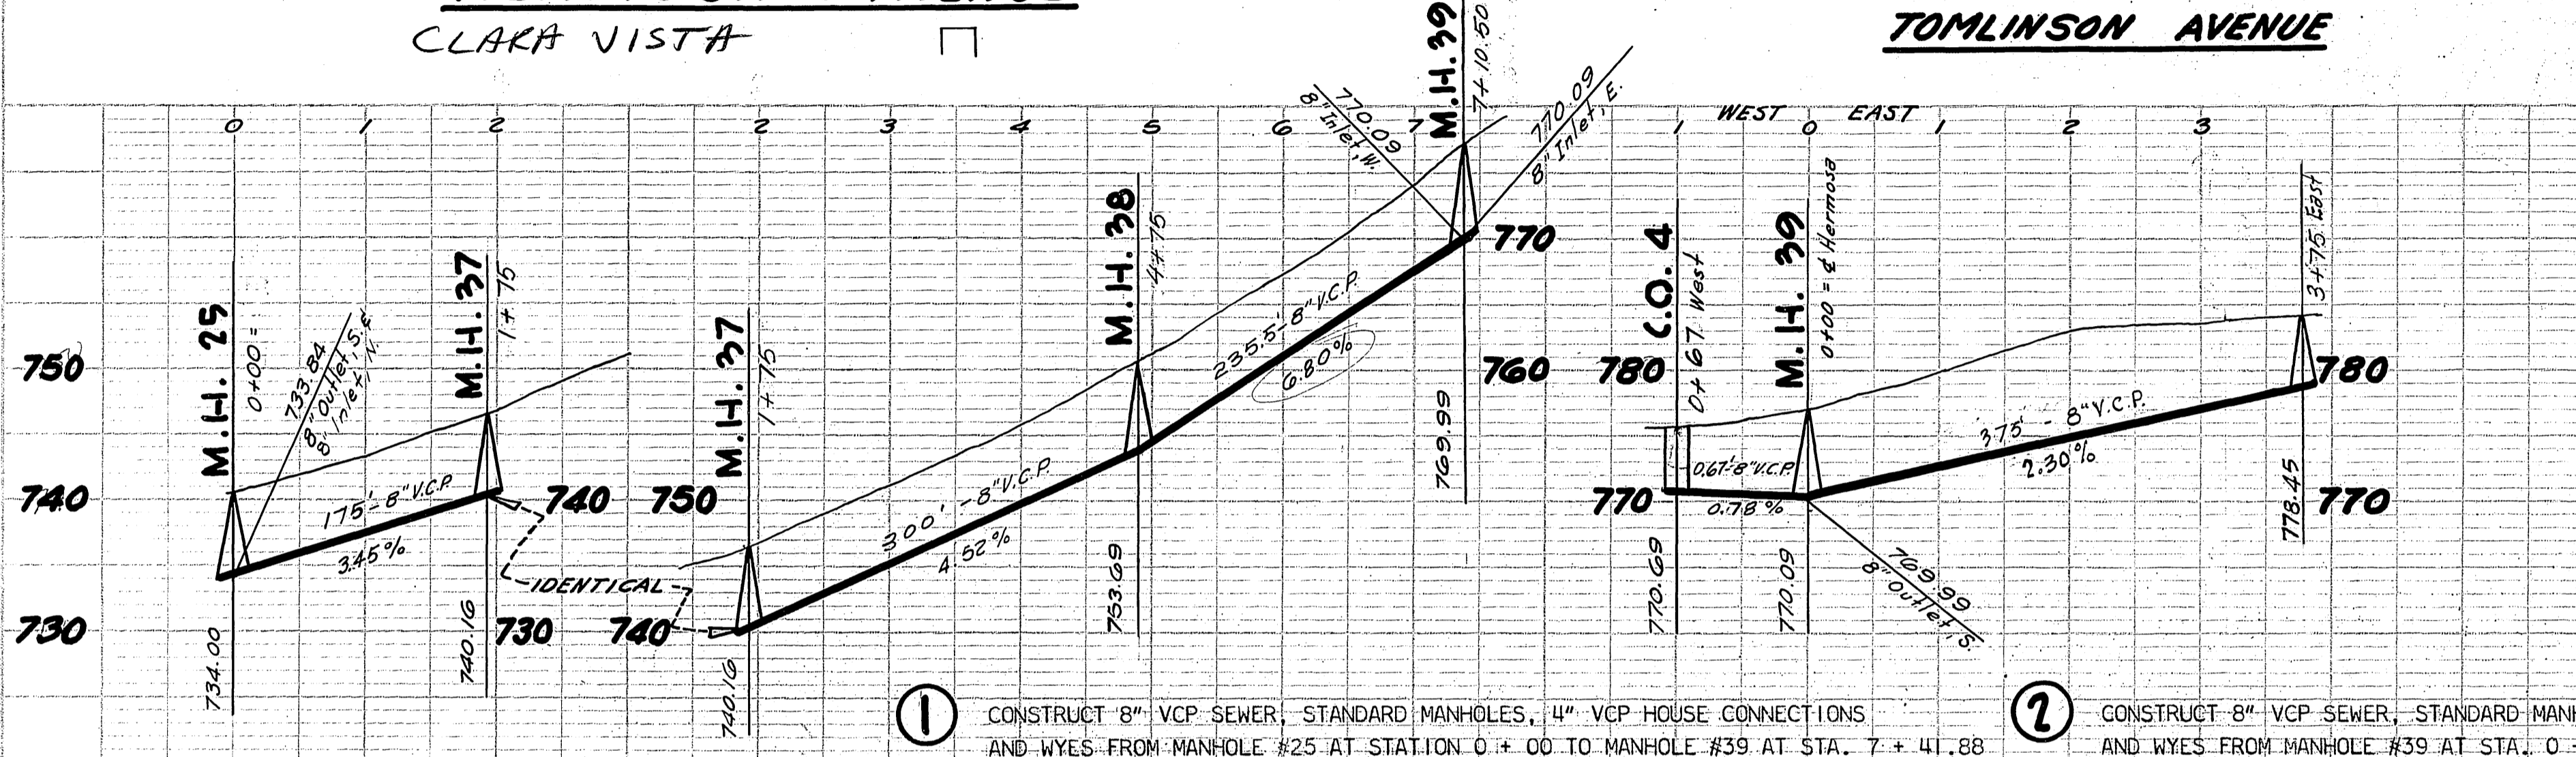 CLARA VISTA
TOMLINSON AVENUE
0 1 2
2 3 4 5 6 7
1 WEST 0 EAST 1 2 3
M.H. 25
0+00 =
733.84
8" Outlet, S. &
8" Inlet, N.
M.H. 37
1+75
175'-8" V.C.P.
3.45%
734.00
740.16
750
740
730
740
730
IDENTICAL
750
740
M.H. 37
1+75
740.16
300'-8" V.C.P.
4.52%
M.H. 38
4+75
753.69
235.5'-8" V.C.P.
6.80%
M.H. 39
7+10.50
770.09
8" Inlet, W.
770.09
8" Inlet, E.
769.99
770
760
780
770
C.O. 4
0+67 West
770.69
0.67'-8" V.C.P.
0.78%
M.H. 39
0+00 = ₵ Hermosa
770.09
769.99
8" Outlet, S.
375' - 8" V.C.P.
2.30%
3+75 East
778.45
780
770
1 CONSTRUCT 8" VCP SEWER, STANDARD MANHOLES, 4" VCP HOUSE CONNECTIONS
AND WYES FROM MANHOLE #25 AT STATION 0 + 00 TO MANHOLE #39 AT STA. 7 + 41.88
2 CONSTRUCT 8" VCP SEWER, STANDARD MANH
AND WYES FROM MANHOLE #39 AT STA. 0